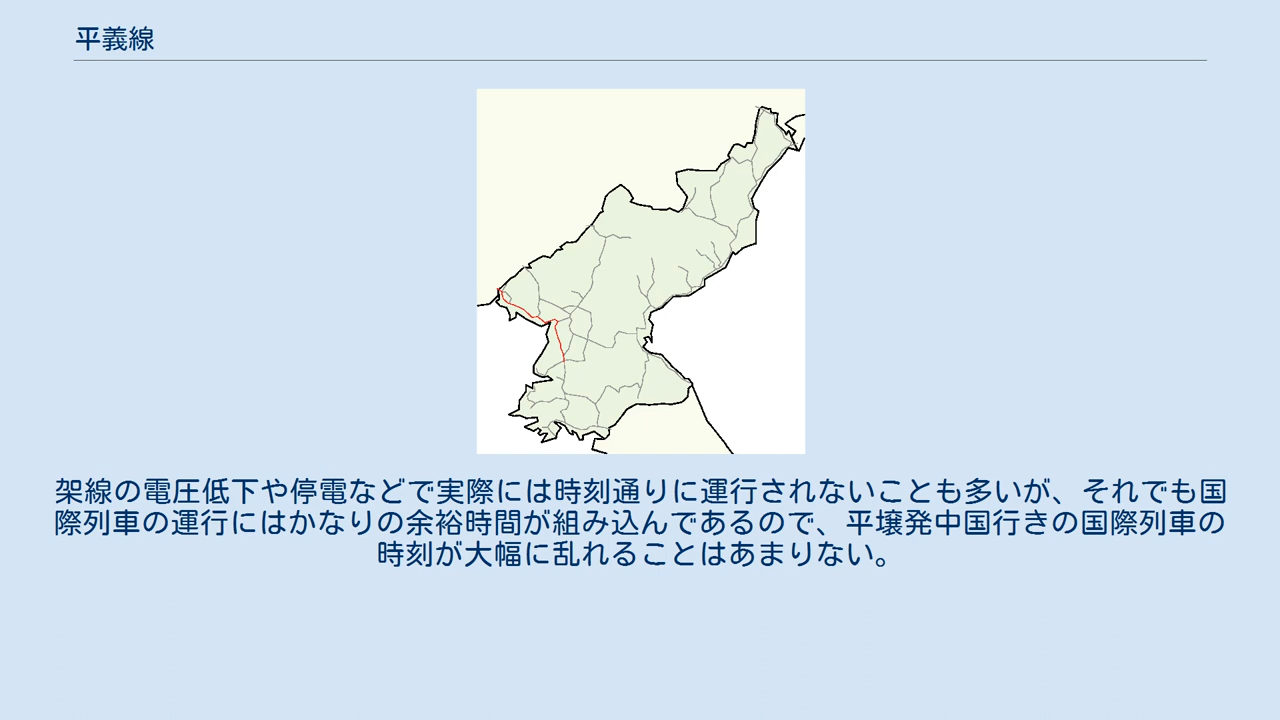 平義線
架線の電圧低下や停電などで実際には時刻通りに運行されないことも多いが、それでも国
際列車の運行にはかなりの余裕時間が組み込んであるので、平壌発中国行きの国際列車の
時刻が大幅に乱れることはあまりない。